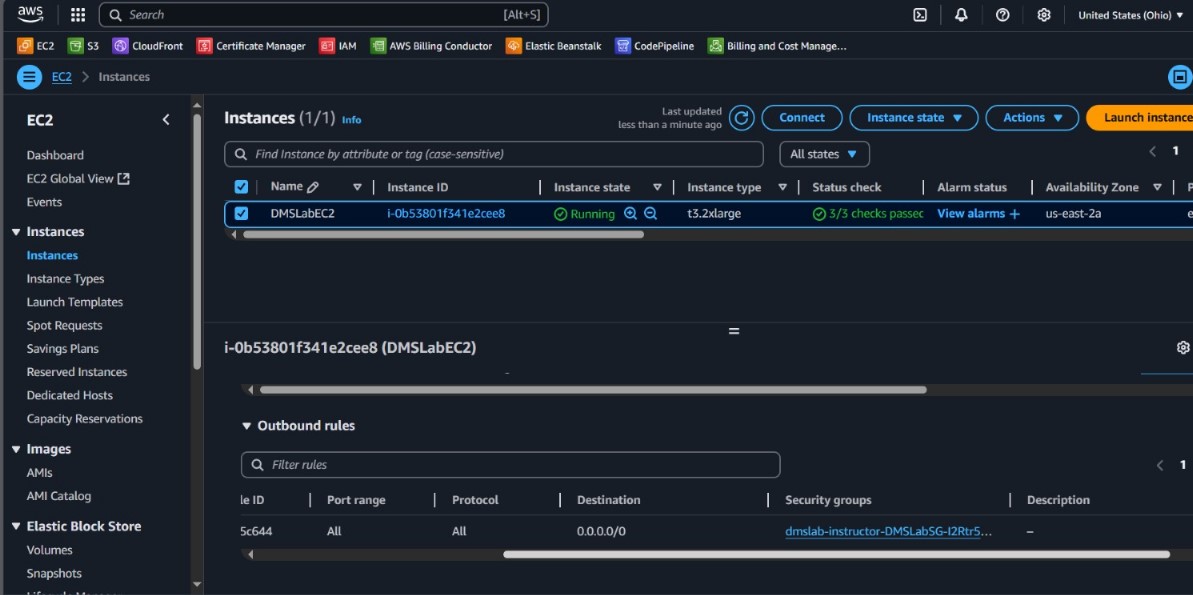 aws Search [Alt+S] United States (Ohio)
EC2 S3 CloudFront Certificate Manager IAM AWS Billing Conductor Elastic Beanstalk CodePipeline Billing and Cost Manage...
EC2 > Instances
EC2
Dashboard
EC2 Global View
Events
Instances
Instances
Instance Types
Launch Templates
Spot Requests
Savings Plans
Reserved Instances
Dedicated Hosts
Capacity Reservations
Images
AMIs
AMI Catalog
Elastic Block Store
Volumes
Snapshots
Instances (1/1) Info
Last updated
less than a minute ago
Connect Instance state Actions Launch instance
Find Instance by attribute or tag (case-sensitive) All states 1
Name Instance ID Instance state Instance type Status check Alarm status Availability Zone P
DMSLabEC2 i-0b53801f341e2cee8 Running t3.2xlarge 3/3 checks passec View alarms + us-east-2a e
i-0b53801f341e2cee8 (DMSLabEC2)
Outbound rules
Filter rules 1
le ID Port range Protocol Destination Security groups Description
5c644 All All 0.0.0.0/0 dmslab-instructor-DMSLabSG-I2Rtr5... –